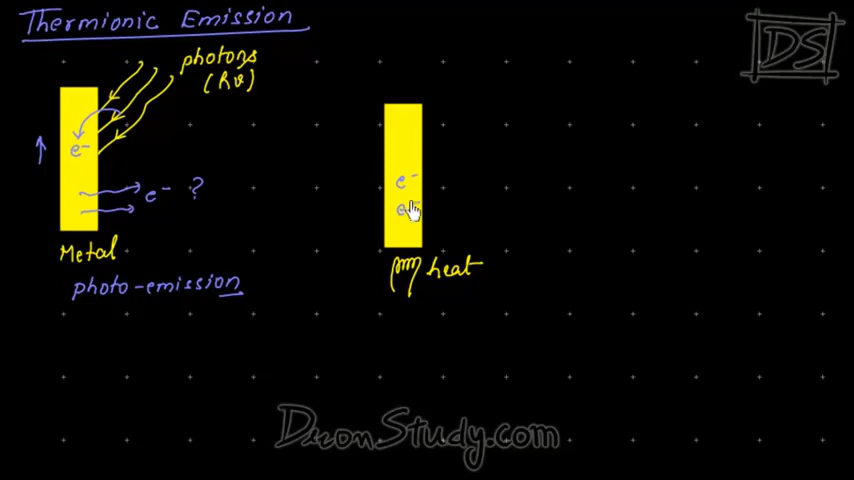 Thermionic Emission
DS
photons
(hν)
e⁻
e⁻ ?
Metal
photo-emission
e⁻
e⁻
heat
DronStudy.com